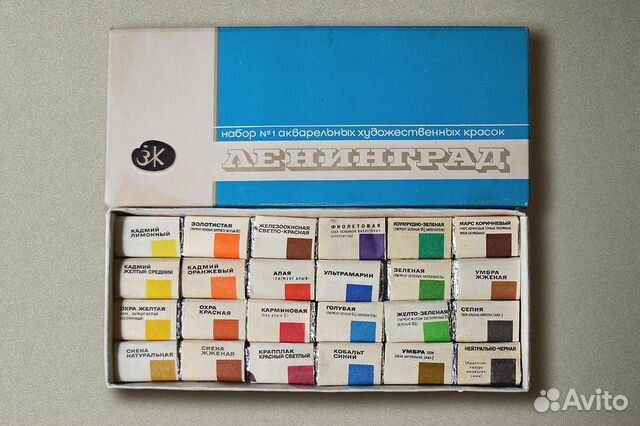 ЗК
набор №1 акварельных художественных красок
ЛЕНИНГРАД
КАДМИЙ
ЛИМОННЫЙ
ЗОЛОТИСТАЯ
ЖЕЛЕЗООКИСНАЯ
СВЕТЛО-КРАСНАЯ
ФИОЛЕТОВАЯ
ИЗУМРУДНО-ЗЕЛЕНАЯ
МАРС КОРИЧНЕВЫЙ
КАДМИЙ
ЖЕЛТЫЙ СРЕДНИЙ
КАДМИЙ
ОРАНЖЕВЫЙ
АЛАЯ
(ПИГМЕНТ АЛЫЙ)
УЛЬТРАМАРИН
ЗЕЛЕНАЯ
УМБРА
ЖЖЕНАЯ
ОХРА ЖЕЛТАЯ
ОХРА
КРАСНАЯ
КАРМИНОВАЯ
ГОЛУБАЯ
ЖЕЛТО-ЗЕЛЕНАЯ
СЕПИЯ
СИЕНА
НАТУРАЛЬНАЯ
СИЕНА
ЖЖЕНАЯ
КРАППЛАК
КРАСНЫЙ СВЕТЛЫЙ
КОБАЛЬТ
СИНИЙ
УМБРА
НЕЙТРАЛЬНО-ЧЕРНАЯ
Avito